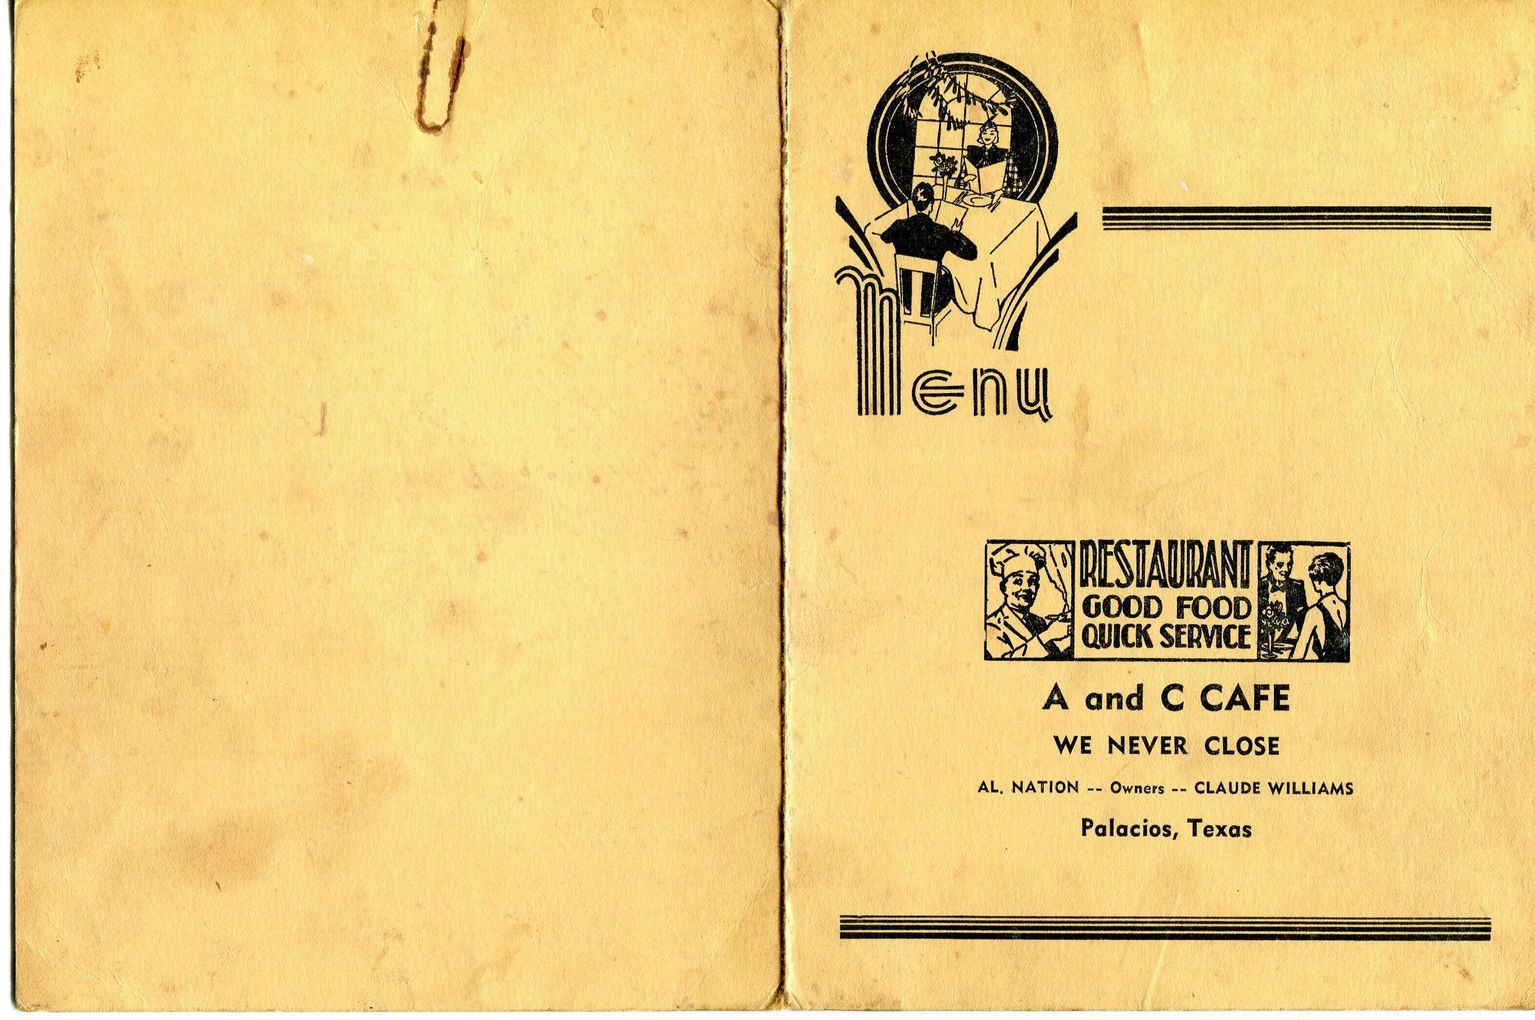 Menu
RESTAURANT
GOOD FOOD
QUICK SERVICE
A and C CAFE
WE NEVER CLOSE
AL. NATION -- Owners -- CLAUDE WILLIAMS
Palacios, Texas